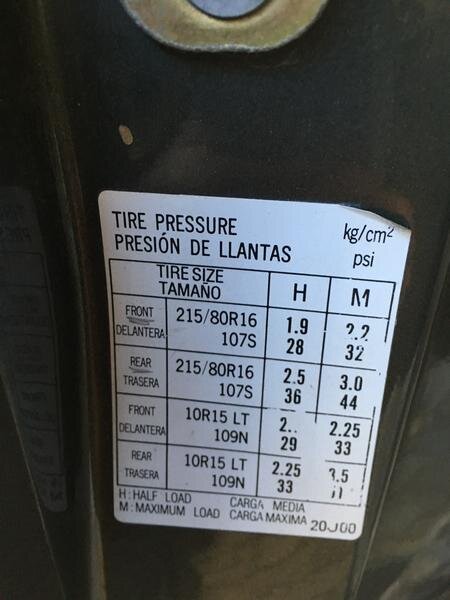 TIRE PRESSURE
PRESIÓN DE LLANTAS
kg/cm²
psi
TIRE SIZE
TAMAÑO
H
M
FRONT
DELANTERA
215/80R16
107S
1.9
28
32
REAR
TRASERA
215/80R16
107S
2.5
36
3.0
44
FRONT
DELANTERA
10R15 LT
109N
29
2.25
33
REAR
TRASERA
10R15 LT
109N
2.25
33
H: HALF LOAD CARGA MEDIA
M: MAXIMUM LOAD CARGA MAXIMA